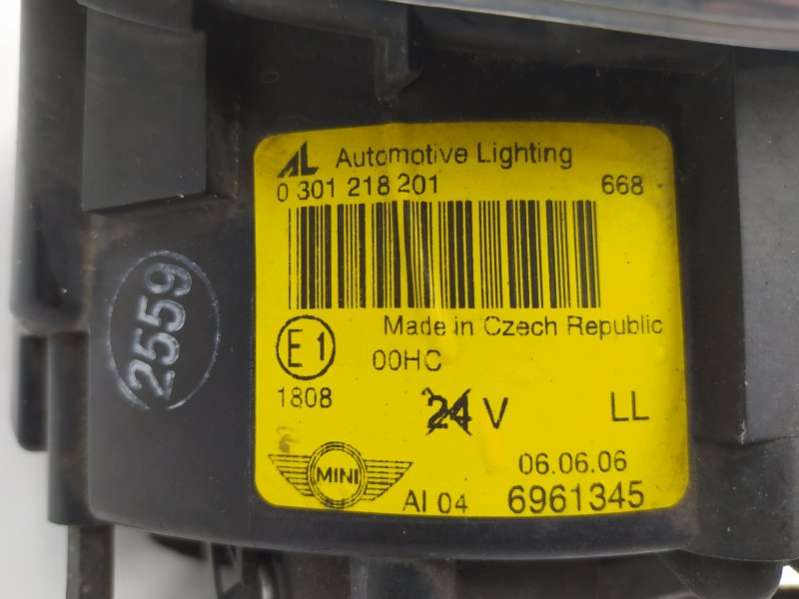 AL Automotive Lighting
0 301 218 201 668
Made in Czech Republic
E1
00HC
1808
24 V LL
MINI
06.06.06
AI 04 6961345
2559